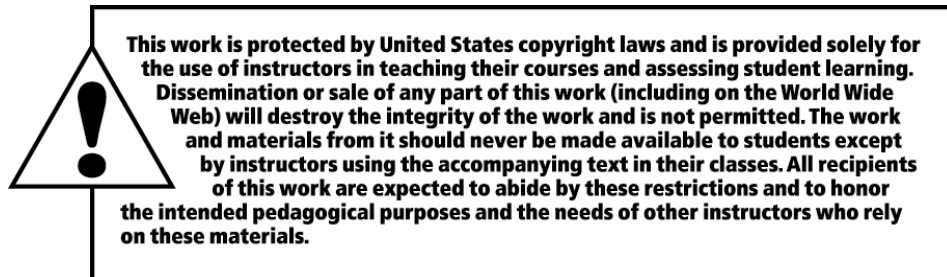 This work is protected by United States copyright laws and is provided solely for
the use of instructors in teaching their courses and assessing student learning.
Dissemination or sale of any part of this work (including on the World Wide
Web) will destroy the integrity of the work and is not permitted. The work
and materials from it should never be made available to students except
by instructors using the accompanying text in their classes. All recipients
of this work are expected to abide by these restrictions and to honor
the intended pedagogical purposes and the needs of other instructors who rely
on these materials.